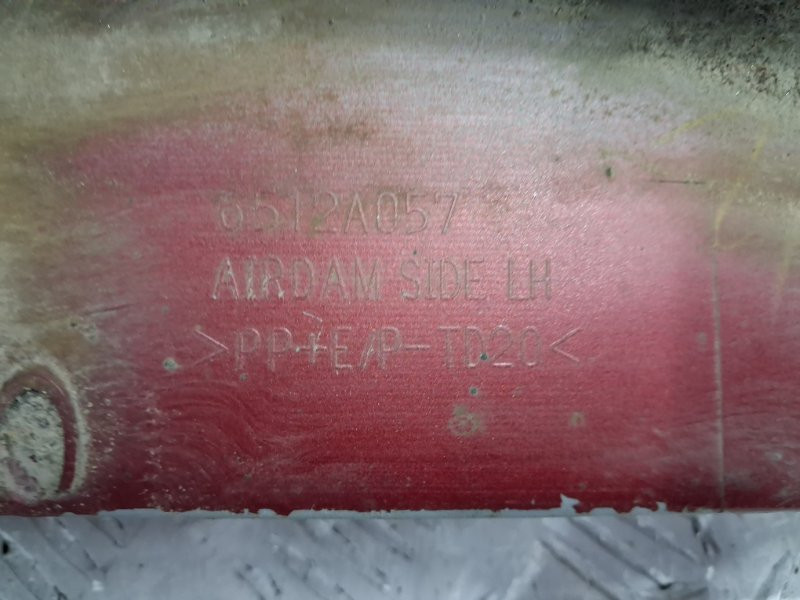 6512A057
AIRDAM SIDE LH
>PP+E/P-TD20<